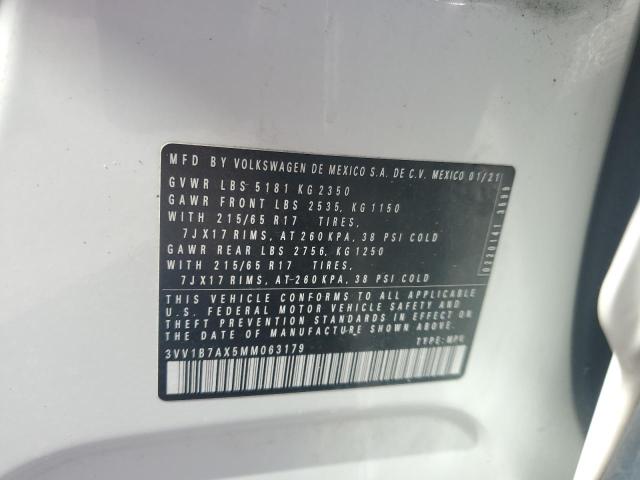 MFD BY VOLKSWAGEN DE MEXICO S.A. DE C.V. MEXICO 01/21
GVWR LBS 5181 KG 2350
GAWR FRONT LBS 2535, KG 1150
WITH 215/65 R17 TIRES,
7JX17 RIMS, AT 260 KPA, 38 PSI COLD
GAWR REAR LBS 2756, KG 1250
WITH 215/65 R17 TIRES,
7JX17 RIMS, AT 260 KPA, 38 PSI COLD
THIS VEHICLE CONFORMS TO ALL APPLICABLE
U.S. FEDERAL MOTOR VEHICLE SAFETY AND
THEFT PREVENTION STANDARDS IN EFFECT ON
THE DATE OF MANUFACTURE SHOWN ABOVE.
3VV1B7AX5MM063179 TYPE: MPV